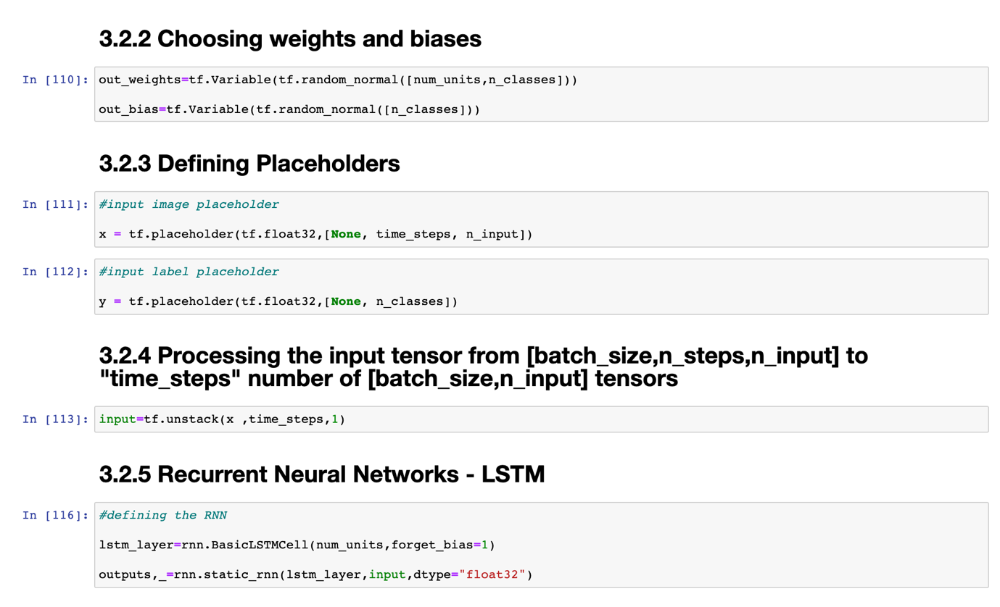 3.2.2 Choosing weights and biases
In [110]: out_weights=tf.Variable(tf.random_normal([num_units,n_classes]))
out_bias=tf.Variable(tf.random_normal([n_classes]))
3.2.3 Defining Placeholders
In [111]: #input image placeholder
x = tf.placeholder(tf.float32,[None, time_steps, n_input])
In [112]: #input label placeholder
y = tf.placeholder(tf.float32,[None, n_classes])
3.2.4 Processing the input tensor from [batch_size,n_steps,n_input] to
"time_steps" number of [batch_size,n_input] tensors
In [113]: input=tf.unstack(x ,time_steps,1)
3.2.5 Recurrent Neural Networks - LSTM
In [116]: #defining the RNN
lstm_layer=rnn.BasicLSTMCell(num_units,forget_bias=1)
outputs,_=rnn.static_rnn(lstm_layer,input,dtype="float32")